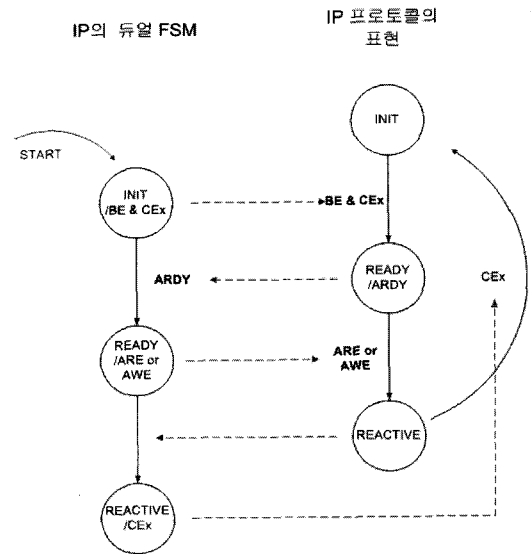 IP의 듀얼 FSM
IP 프로토콜의
표현
START
INIT
/BE & CEx
ARDY
READY
/ARE or
AWE
REACTIVE
/CEx
INIT
BE & CEx
READY
/ARDY
ARE or
AWE
REACTIVE
CEx